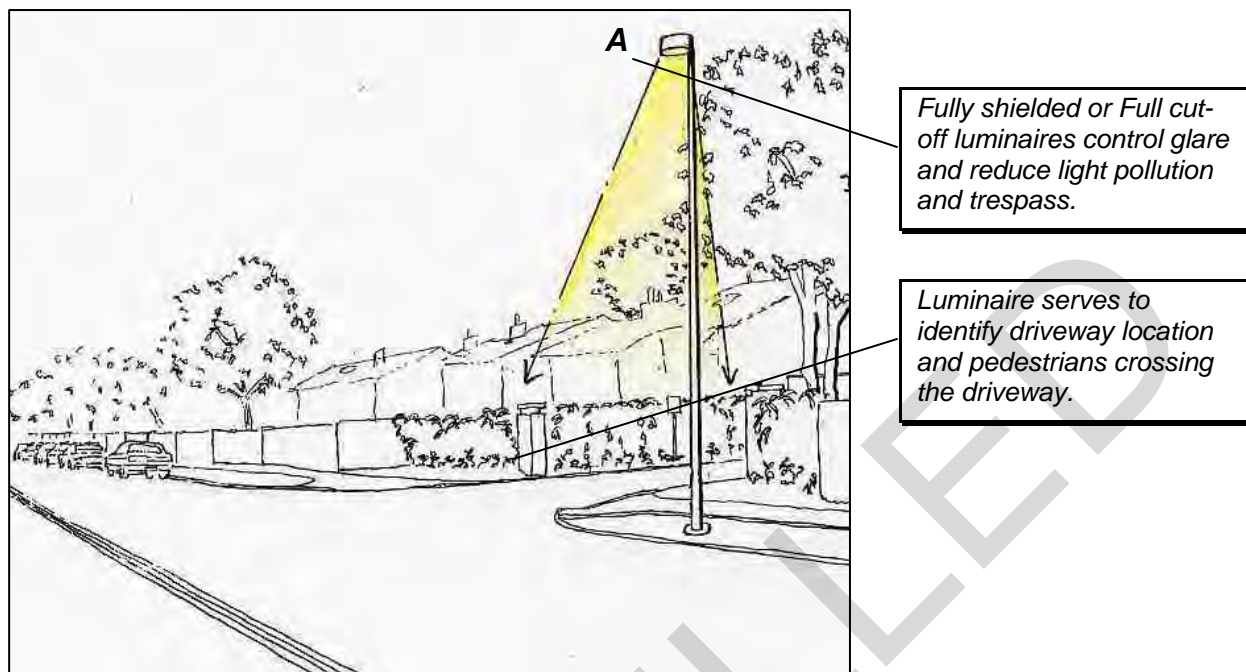 A
Fully shielded or Full cut-
off luminaires control glare
and reduce light pollution
and trespass.
Luminaire serves to
identify driveway location
and pedestrians crossing
the driveway.
LED